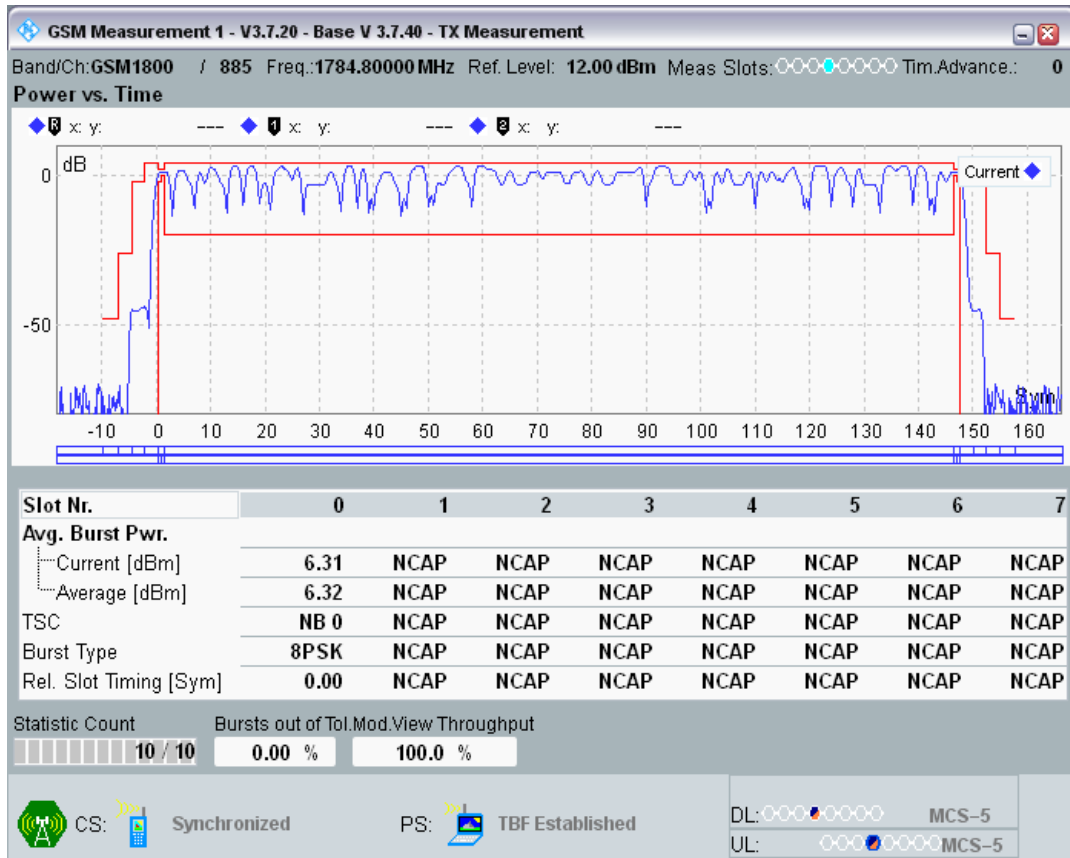 GSM Measurement 1 - V3.7.20 - Base V 3.7.40 - TX Measurement
Band/Ch:GSM1800 / 885 Freq.:1784.80000 MHz Ref. Level: 12.00 dBm Meas Slots: Tim.Advance.: 0
Power vs. Time
R x: y: --- 1 x: y: --- 2 x: y: ---
dB
Current
0
-50
Sym
-10 0 10 20 30 40 50 60 70 80 90 100 110 120 130 140 150 160
Slot Nr. 0 1 2 3 4 5 6 7
Avg. Burst Pwr.
Current [dBm] 6.31 NCAP NCAP NCAP NCAP NCAP NCAP NCAP
Average [dBm] 6.32 NCAP NCAP NCAP NCAP NCAP NCAP NCAP
TSC NB 0 NCAP NCAP NCAP NCAP NCAP NCAP NCAP
Burst Type 8PSK NCAP NCAP NCAP NCAP NCAP NCAP NCAP
Rel. Slot Timing [Sym] 0.00 NCAP NCAP NCAP NCAP NCAP NCAP NCAP
Statistic Count Bursts out of Tol.Mod.View Throughput
10 / 10 0.00 % 100.0 %
CS: Synchronized PS: TBF Established DL: MCS-5
UL: MCS-5